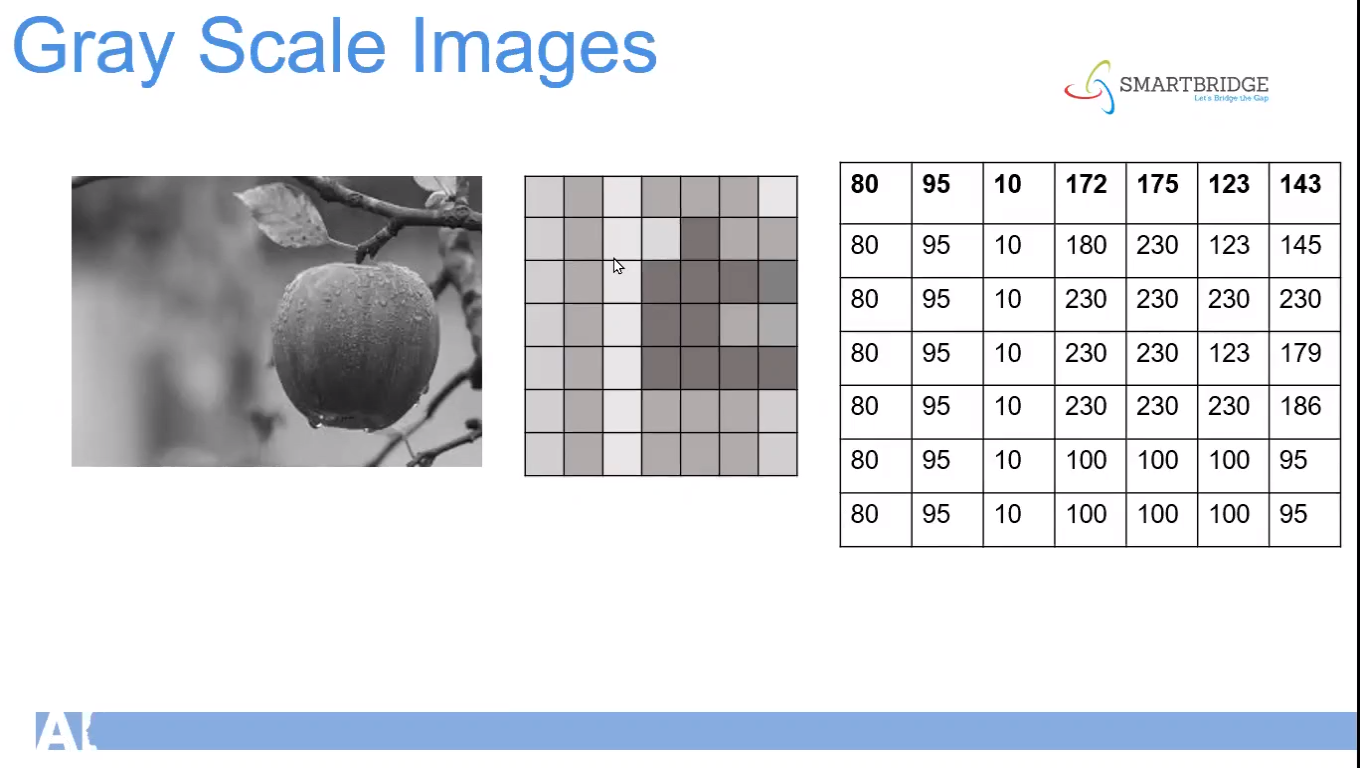 Gray Scale Images
SMARTBRIDGE
Let's Bridge the Gap
80 95 10 172 175 123 143
80 95 10 180 230 123 145
80 95 10 230 230 230 230
80 95 10 230 230 123 179
80 95 10 230 230 230 186
80 95 10 100 100 100 95
80 95 10 100 100 100 95
AI